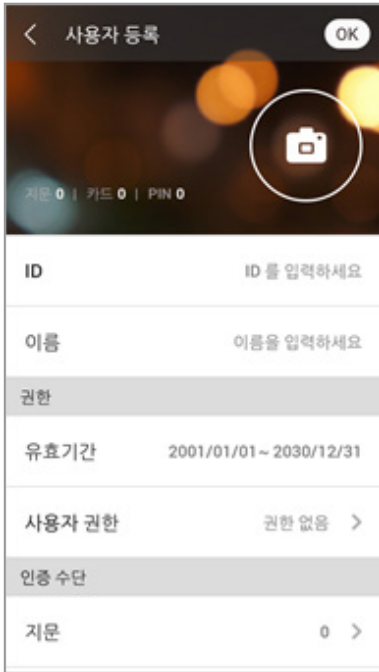 사용자 등록 OK
지문 0 | 카드 0 | PIN 0
ID ID 를 입력하세요
이름 이름을 입력하세요
권한
유효기간 2001/01/01 ~ 2030/12/31
사용자 권한 권한 없음
인증 수단
지문 0